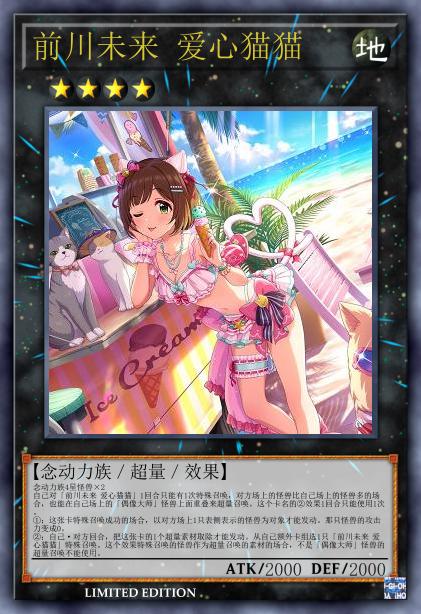 前川未来 爱心猫猫
地
Ice Cream
【念动力族 / 超量 / 效果】
念动力族4星怪兽×2
自己对「前川未来 爱心猫猫」1回合只能有1次特殊召唤，对方场上的怪兽比自己场上的怪兽多的场
合，也能在自己场上的「偶像大师」怪兽上面重叠来超量召唤。这个卡名的②效果1回合只能使用1次
。
①，这张卡特殊召唤成功的场合，以对方场上1只表侧表示的怪兽为对象才能发动。那只怪兽的攻击
力变成0。
②；自己・对方回合，把这张卡的1个超量素材取除才能发动，从自己额外卡组选1只「前川未来 爱
心猫猫」特殊召唤。这个效果特殊召唤的怪兽作为超量召唤的素材的场合，不是「偶像大师」怪兽的
超量召唤不能使用。
ATK/2000 DEF/2000
LIMITED EDITION